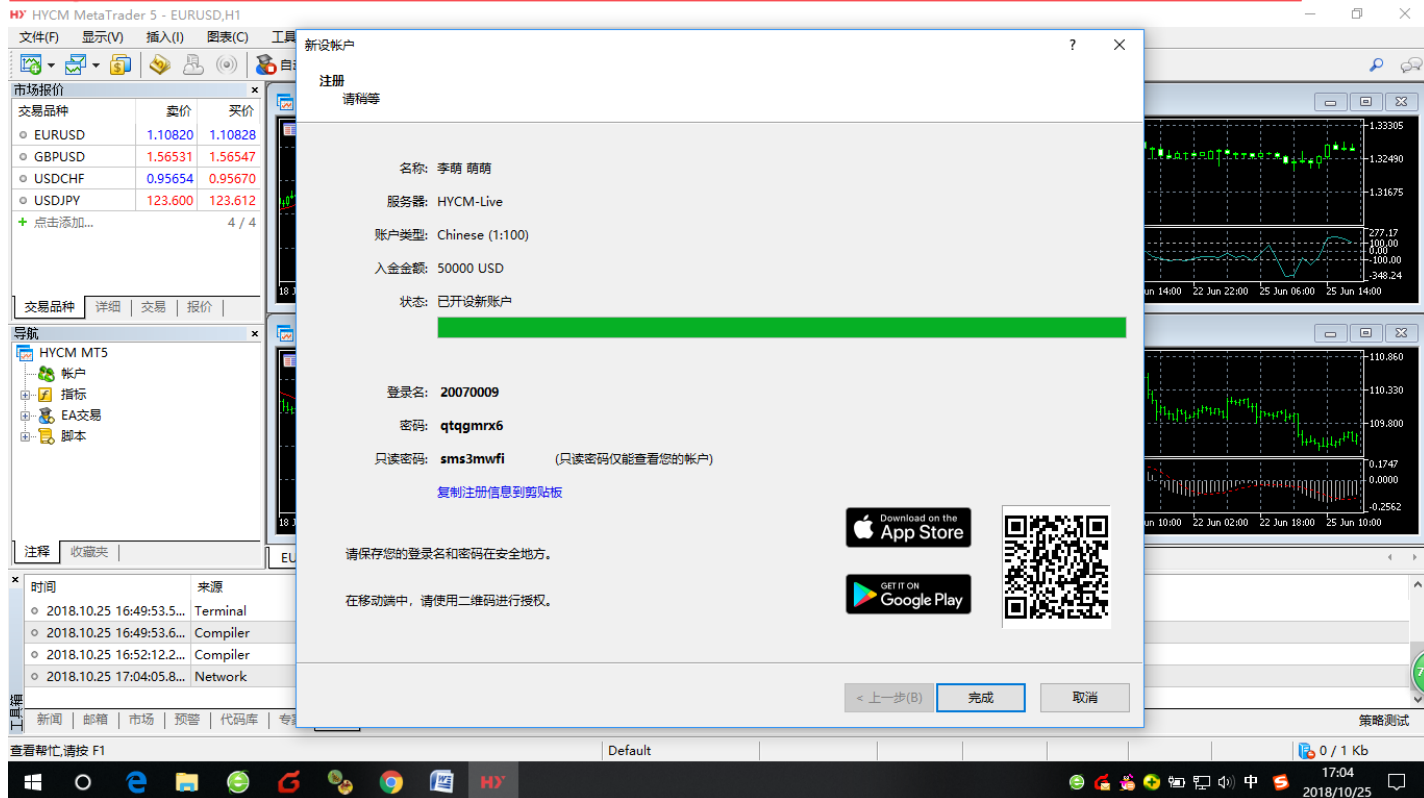 HYCM MetaTrader 5 - EURUSD,H1
文件(F) 显示(V) 插入(I) 图表(C) 工具
市场报价
交易品种 卖价 买价
EURUSD 1.10820 1.10828
GBPUSD 1.56531 1.56547
USDCHF 0.95654 0.95670
USDJPY 123.600 123.612
点击添加... 4 / 4
交易品种 详细 交易 报价
导航
HYCM MT5
帐户
指标
EA交易
脚本
注释 收藏夹
新设帐户
注册
请稍等
名称: 李萌 萌萌
服务器: HYCM-Live
账户类型: Chinese (1:100)
入金金额: 50000 USD
状态: 已开设新账户
登录名: 20070009
密码: qtqgmrx6
只读密码: sms3mwfi (只读密码仅能查看您的帐户)
复制注册信息到剪贴板
请保存您的登录名和密码在安全地方。
在移动端中，请使用二维码进行授权。
Download on the
App Store
GET IT ON
Google Play
< 上一步(B) 完成 取消
1.33305
1.32490
1.31675
277.17
100.00
0.00
-100.00
-348.24
18 J
un 14:00 22 Jun 22:00 25 Jun 06:00 25 Jun 14:00
110.860
110.330
109.800
0.1747
0.0000
-0.2562
18 J
un 10:00 22 Jun 02:00 22 Jun 18:00 25 Jun 10:00
EU
时间 来源
2018.10.25 16:49:53.5... Terminal
2018.10.25 16:49:53.6... Compiler
2018.10.25 16:52:12.2... Compiler
2018.10.25 17:04:05.8... Network
工具箱
新闻 邮箱 市场 预警 代码库 专
策略测试
查看帮忙,请按 F1 Default 0 / 1 Kb
HY
中
17:04
2018/10/25